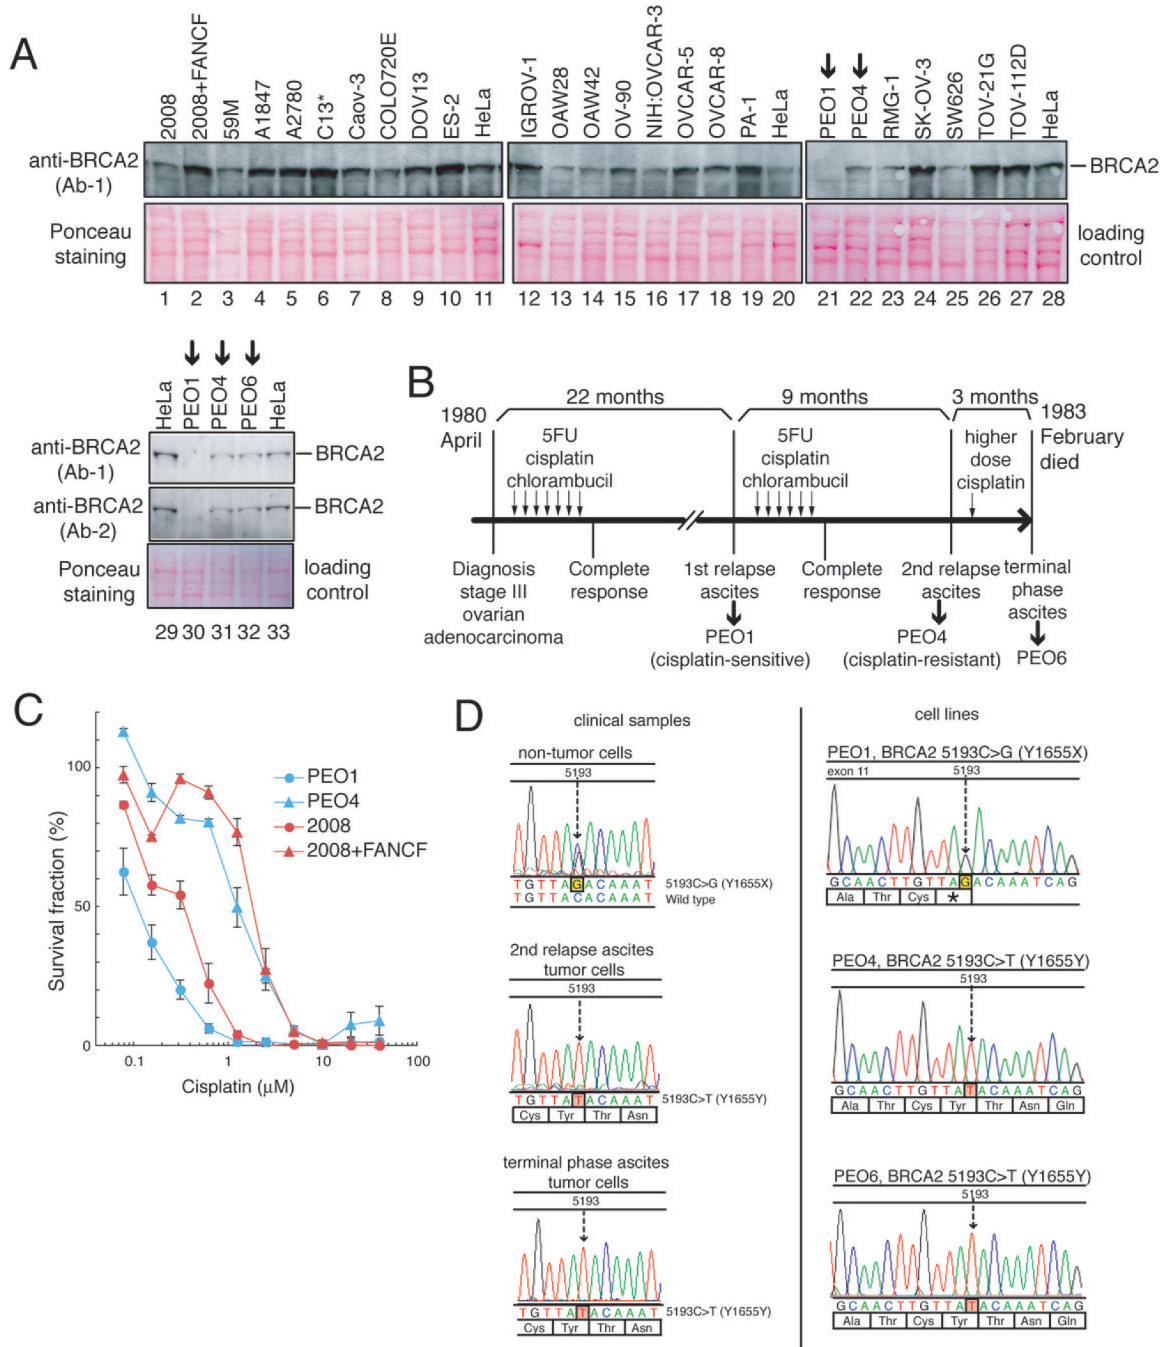 A
2008
2008+FANCF
59M
A1847
A2780
C13*
Caov-3
COLO720E
DOV13
ES-2
HeLa
IGROV-1
OAW28
OAW42
OV-90
NIH:OVCAR-3
OVCAR-5
OVCAR-8
PA-1
HeLa
PEO1
PEO4
RMG-1
SK-OV-3
SW626
TOV-21G
TOV-112D
HeLa
anti-BRCA2
(Ab-1)
BRCA2
Ponceau
staining
loading
control
1 2 3 4 5 6 7 8 9 10 11 12 13 14 15 16 17 18 19 20 21 22 23 24 25 26 27 28
HeLa
PEO1
PEO4
PEO6
HeLa
anti-BRCA2
(Ab-1)
BRCA2
anti-BRCA2
(Ab-2)
BRCA2
Ponceau
staining
loading
control
29 30 31 32 33
B
22 months
9 months
3 months
1980
April
1983
February
died
5FU
cisplatin
chlorambucil
5FU
cisplatin
chlorambucil
higher
dose
cisplatin
Diagnosis
stage III
ovarian
adenocarcinoma
Complete
response
1st relapse
ascites
PEO1
(cisplatin-sensitive)
Complete
response
2nd relapse
ascites
PEO4
(cisplatin-resistant)
terminal
phase
ascites
PEO6
C
Survival fraction (%)
100
50
0
0.1 1 10 100
Cisplatin (μM)
PEO1
PEO4
2008
2008+FANCF
D
clinical samples
non-tumor cells
5193
TGTTAGACAAAT 5193C>G (Y1655X)
TGTTACACAAAT Wild type
2nd relapse ascites
tumor cells
5193
TGTTATACAAAT 5193C>T (Y1655Y)
Cys Tyr Thr Asn
terminal phase ascites
tumor cells
5193
TGTTATACAAAT 5193C>T (Y1655Y)
Cys Tyr Thr Asn
cell lines
PEO1, BRCA2 5193C>G (Y1655X)
exon 11 5193
GCAACTTGTTAGACAAATCAG
Ala Thr Cys *
PEO4, BRCA2 5193C>T (Y1655Y)
5193
GCAACTTGTTATACAAATCAG
Ala Thr Cys Tyr Thr Asn Gln
PEO6, BRCA2 5193C>T (Y1655Y)
5193
GCAACTTGTTATACAAATCAG
Ala Thr Cys Tyr Thr Asn Gln